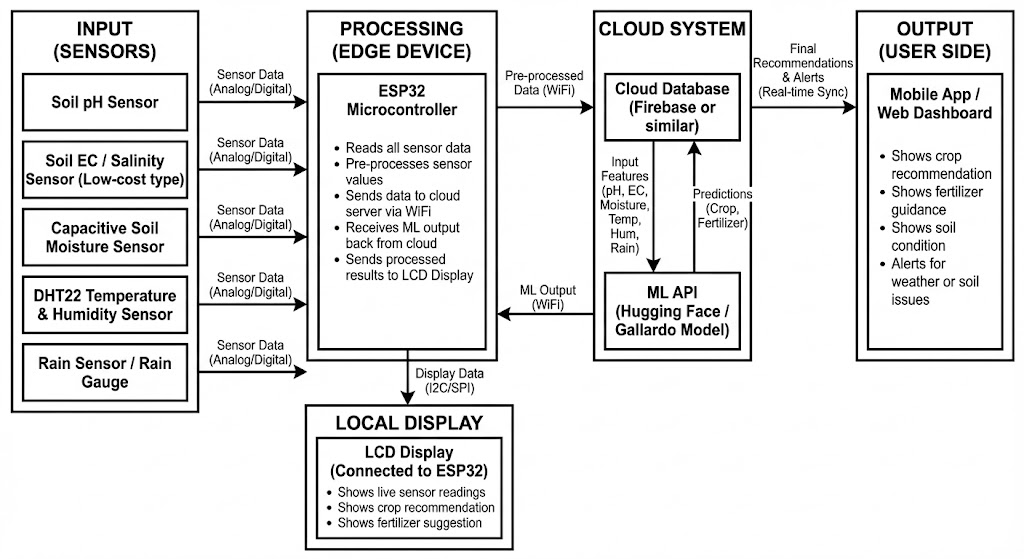 INPUT
(SENSORS)
Soil pH Sensor
Soil EC / Salinity
Sensor (Low-cost type)
Capacitive Soil
Moisture Sensor
DHT22 Temperature
& Humidity Sensor
Rain Sensor / Rain
Gauge
Sensor Data
(Analog/Digital)
Sensor Data
(Analog/Digital)
Sensor Data
(Analog/Digital)
Sensor Data
(Analog/Digital)
Sensor Data
(Analog/Digital)
PROCESSING
(EDGE DEVICE)
ESP32
Microcontroller
• Reads all sensor data
• Pre-processes sensor
values
• Sends data to cloud
server via WiFi
• Receives ML output
back from cloud
• Sends processed
results to LCD Display
Display Data
(I2C/SPI)
LOCAL DISPLAY
LCD Display
(Connected to ESP32)
• Shows live sensor readings
• Shows crop recommendation
• Shows fertilizer suggestion
Pre-processed
Data (WiFi)
ML Output
(WiFi)
CLOUD SYSTEM
Cloud Database
(Firebase or
similar)
Input
Features
(pH, EC,
Moisture,
Temp,
Hum,
Rain)
Predictions
(Crop,
Fertilizer)
ML API
(Hugging Face /
Gallardo Model)
Final
Recommendations
& Alerts
(Real-time Sync)
OUTPUT
(USER SIDE)
Mobile App /
Web Dashboard
• Shows crop
recommendation
• Shows fertilizer
guidance
• Shows soil
condition
• Alerts for
weather or soil
issues